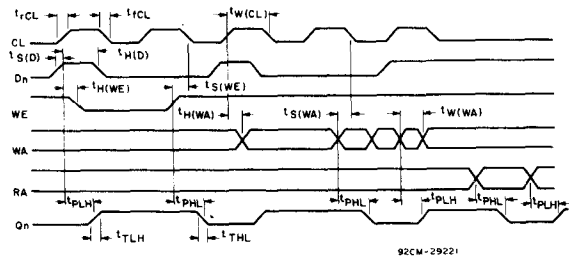 trCL tfCL tW(CL)
CL
tS(D) tH(D)
Dn
tH(WE) tS(WE)
WE
tH(WA) tS(WA) tW(WA)
WA
RA
tPLH tPHL tPHL tPLH tPHL tPLH
Qn
tTLH tTHL
92CM-29221